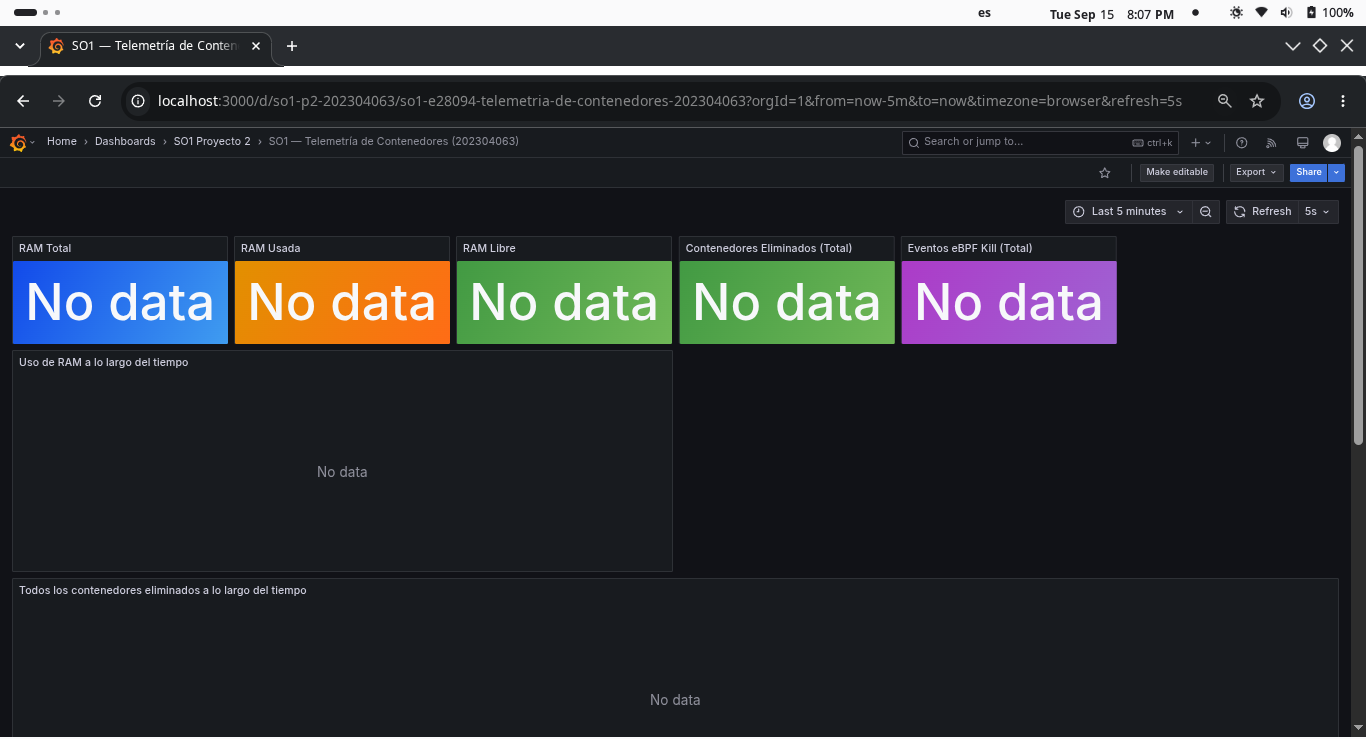 es
Tue Sep 15 8:07 PM
100%
SO1 — Telemetría de Conten
localhost:3000/d/so1-p2-202304063/so1-e28094-telemetria-de-contenedores-202304063?orgId=1&from=now-5m&to=now&timezone=browser&refresh=5s
Home › Dashboards › SO1 Proyecto 2 › SO1 — Telemetría de Contenedores (202304063)
Search or jump to...
ctrl+k
Make editable
Export
Share
Last 5 minutes
Refresh
5s
RAM Total
RAM Usada
RAM Libre
Contenedores Eliminados (Total)
Eventos eBPF Kill (Total)
No data
No data
No data
No data
No data
Uso de RAM a lo largo del tiempo
No data
Todos los contenedores eliminados a lo largo del tiempo
No data